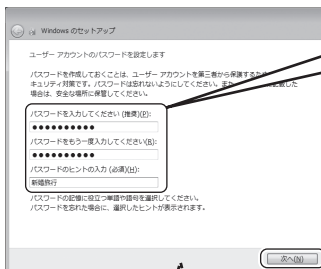 Windows のセットアップ
ユーザー アカウントのパスワードを設定します
パスワードを作成しておくことは、ユーザー アカウントを第三者から保護するため
キュリティ対策です。パスワードは忘れないようにしてください。また
場合は、安全な場所に保管してください。
パスワードを入力してください (推奨)(P):
●●●●●●●●●●
パスワードをもう一度入力してください(R):
●●●●●●●●●●
パスワードのヒントの入力 (必須)(H):
新婚旅行
パスワードの記憶に役立つ単語や語句を選択してください。
パスワードを忘れた場合に、選択したヒントが表示されます。
次へ(N)